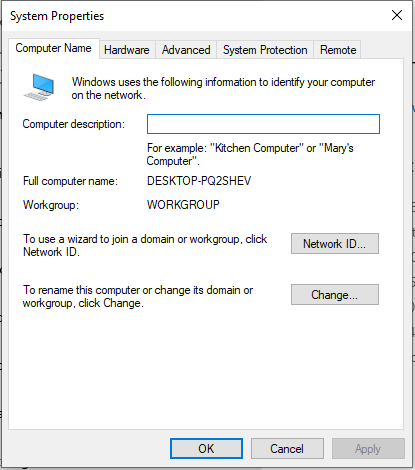 System Properties
Computer Name Hardware Advanced System Protection Remote
Windows uses the following information to identify your computer
on the network.
Computer description:
For example: "Kitchen Computer" or "Mary's
Computer".
Full computer name: DESKTOP-PQ2SHEV
Workgroup: WORKGROUP
To use a wizard to join a domain or workgroup, click
Network ID.
Network ID...
To rename this computer or change its domain or
workgroup, click Change.
Change...
OK Cancel Apply